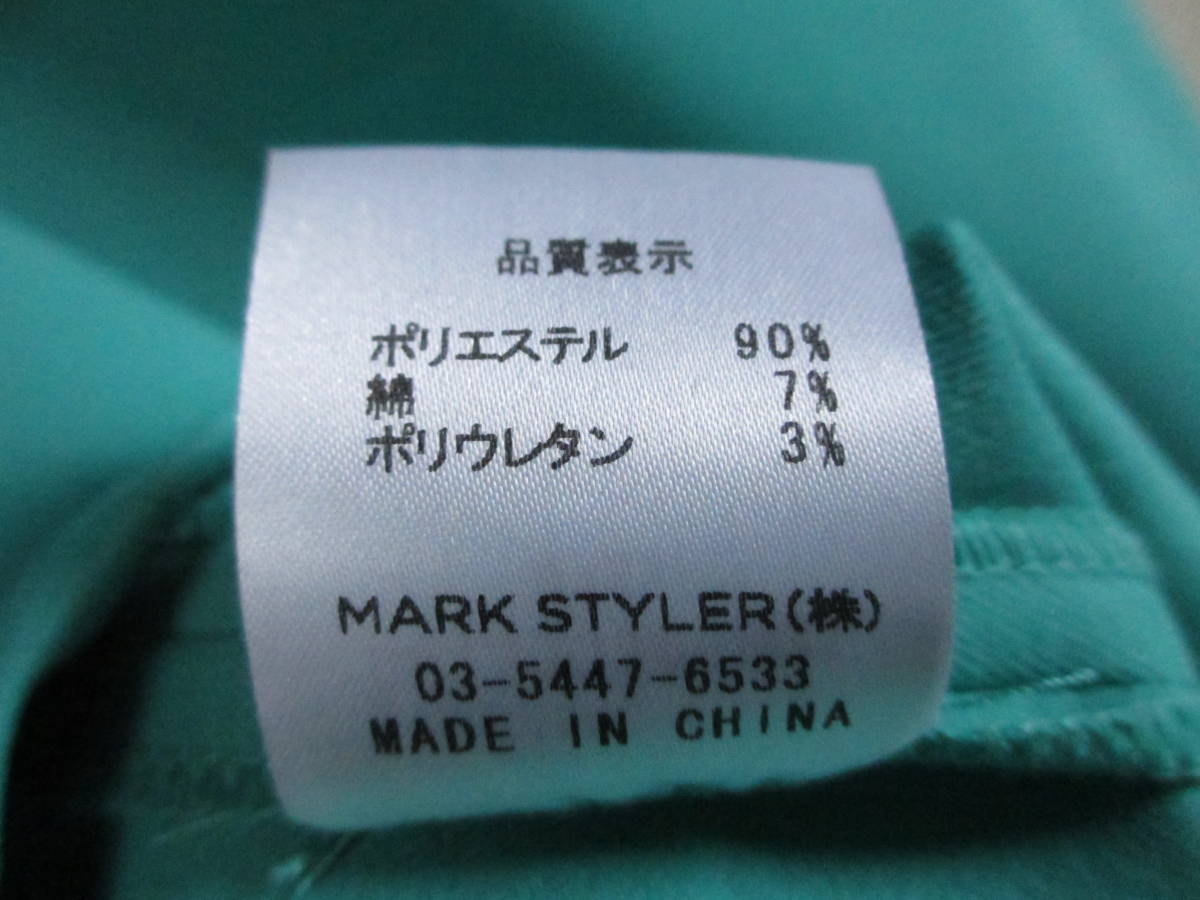 品質表示
ポリエステル 90%
綿 7%
ポリウレタン 3%
MARK STYLER(株)
03-5447-6533
MADE IN CHINA